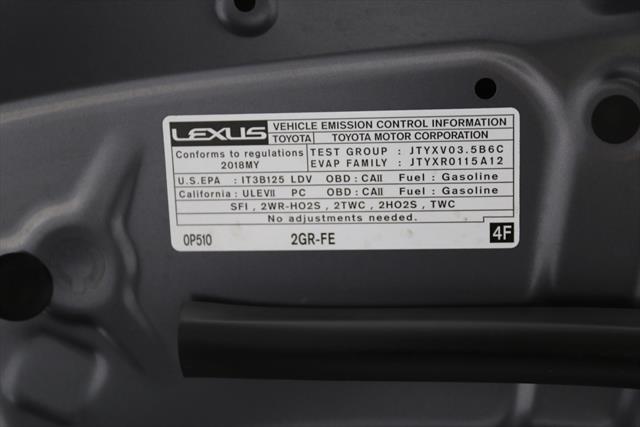 LEXUS VEHICLE EMISSION CONTROL INFORMATION
TOYOTA TOYOTA MOTOR CORPORATION
Conforms to regulations
2018MY
TEST GROUP : JTYXV03.5B6C
EVAP FAMILY : JTYXR0115A12
U.S.EPA : IT3B125 LDV OBD : CAII Fuel : Gasoline
California : ULEVII PC OBD : CAII Fuel : Gasoline
SFI , 2WR-HO2S , 2TWC , 2HO2S , TWC
No adjustments needed.
0P510 2GR-FE 4F